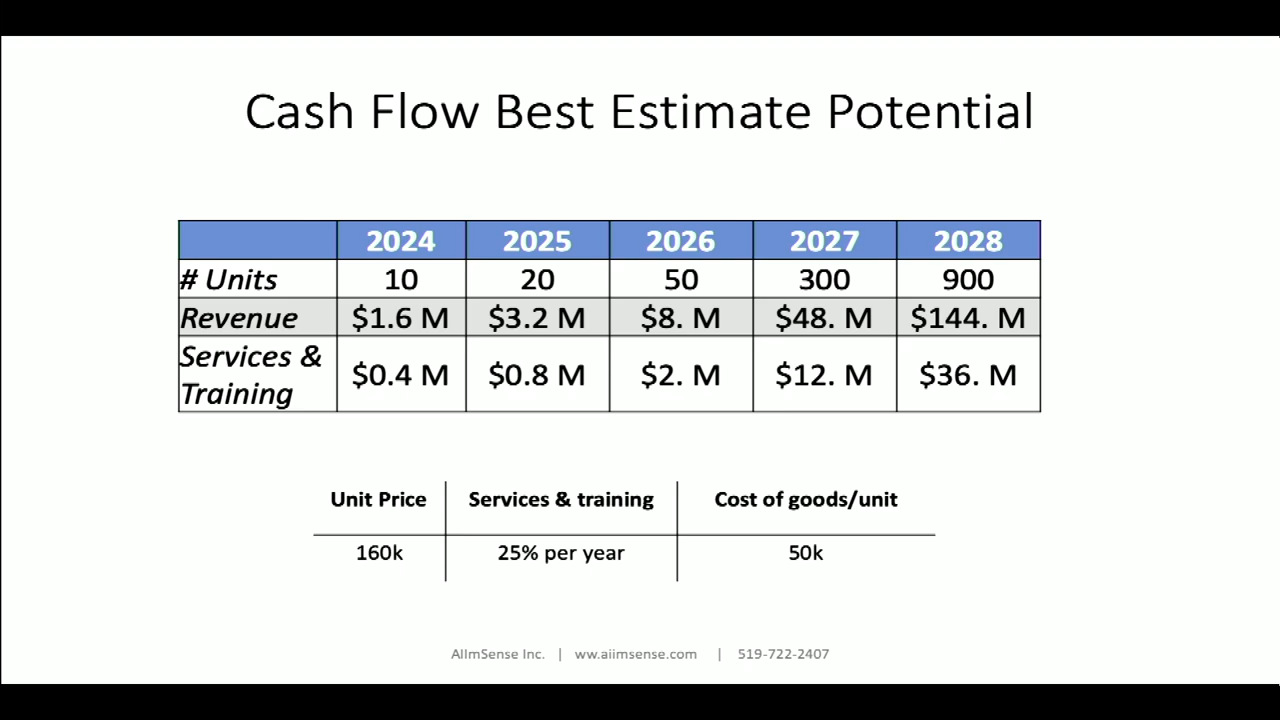 Cash Flow Best Estimate Potential
2024 2025 2026 2027 2028
# Units 10 20 50 300 900
Revenue $1.6 M $3.2 M $8. M $48. M $144. M
Services &
Training $0.4 M $0.8 M $2. M $12. M $36. M
Unit Price Services & training Cost of goods/unit
160k 25% per year 50k
AIImSense Inc. | ww.aiimsense.com | 519-722-2407